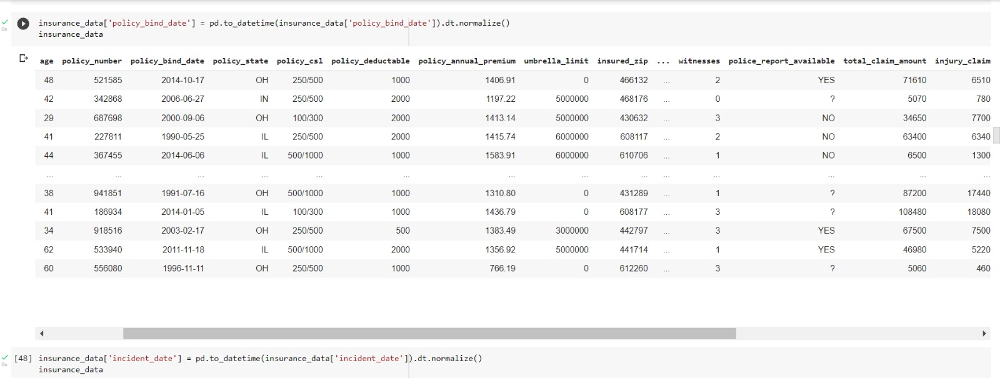 insurance_data['policy_bind_date'] = pd.to_datetime(insurance_data['policy_bind_date']).dt.normalize()
0s
insurance_data
age policy_number policy_bind_date policy_state policy_csl policy_deductable policy_annual_premium umbrella_limit insured_zip ... witnesses police_report_available total_claim_amount injury_claim
48 521585 2014-10-17 OH 250/500 1000 1406.91 0 466132 ... 2 YES 71610 6510
42 342868 2006-06-27 IN 250/500 2000 1197.22 5000000 468176 ... 0 ? 5070 780
29 687698 2000-09-06 OH 100/300 2000 1413.14 5000000 430632 ... 3 NO 34650 7700
41 227811 1990-05-25 IL 250/500 2000 1415.74 6000000 608117 ... 2 NO 63400 6340
44 367455 2014-06-06 IL 500/1000 1000 1583.91 6000000 610706 ... 1 NO 6500 1300
... ... ... ... ... ... ... ... ... ... ... ... ... ...
38 941851 1991-07-16 OH 500/1000 1000 1310.80 0 431289 ... 1 ? 87200 17440
41 186934 2014-01-05 IL 100/300 1000 1436.79 0 608177 ... 3 ? 108480 18080
34 918516 2003-02-17 OH 250/500 500 1383.49 3000000 442797 ... 3 YES 67500 7500
62 533940 2011-11-18 IL 500/1000 2000 1356.92 5000000 441714 ... 1 YES 46980 5220
60 556080 1996-11-11 OH 250/500 1000 766.19 0 612260 ... 3 ? 5060 460
[48] insurance_data['incident_date'] = pd.to_datetime(insurance_data['incident_date']).dt.normalize()
0s
insurance_data